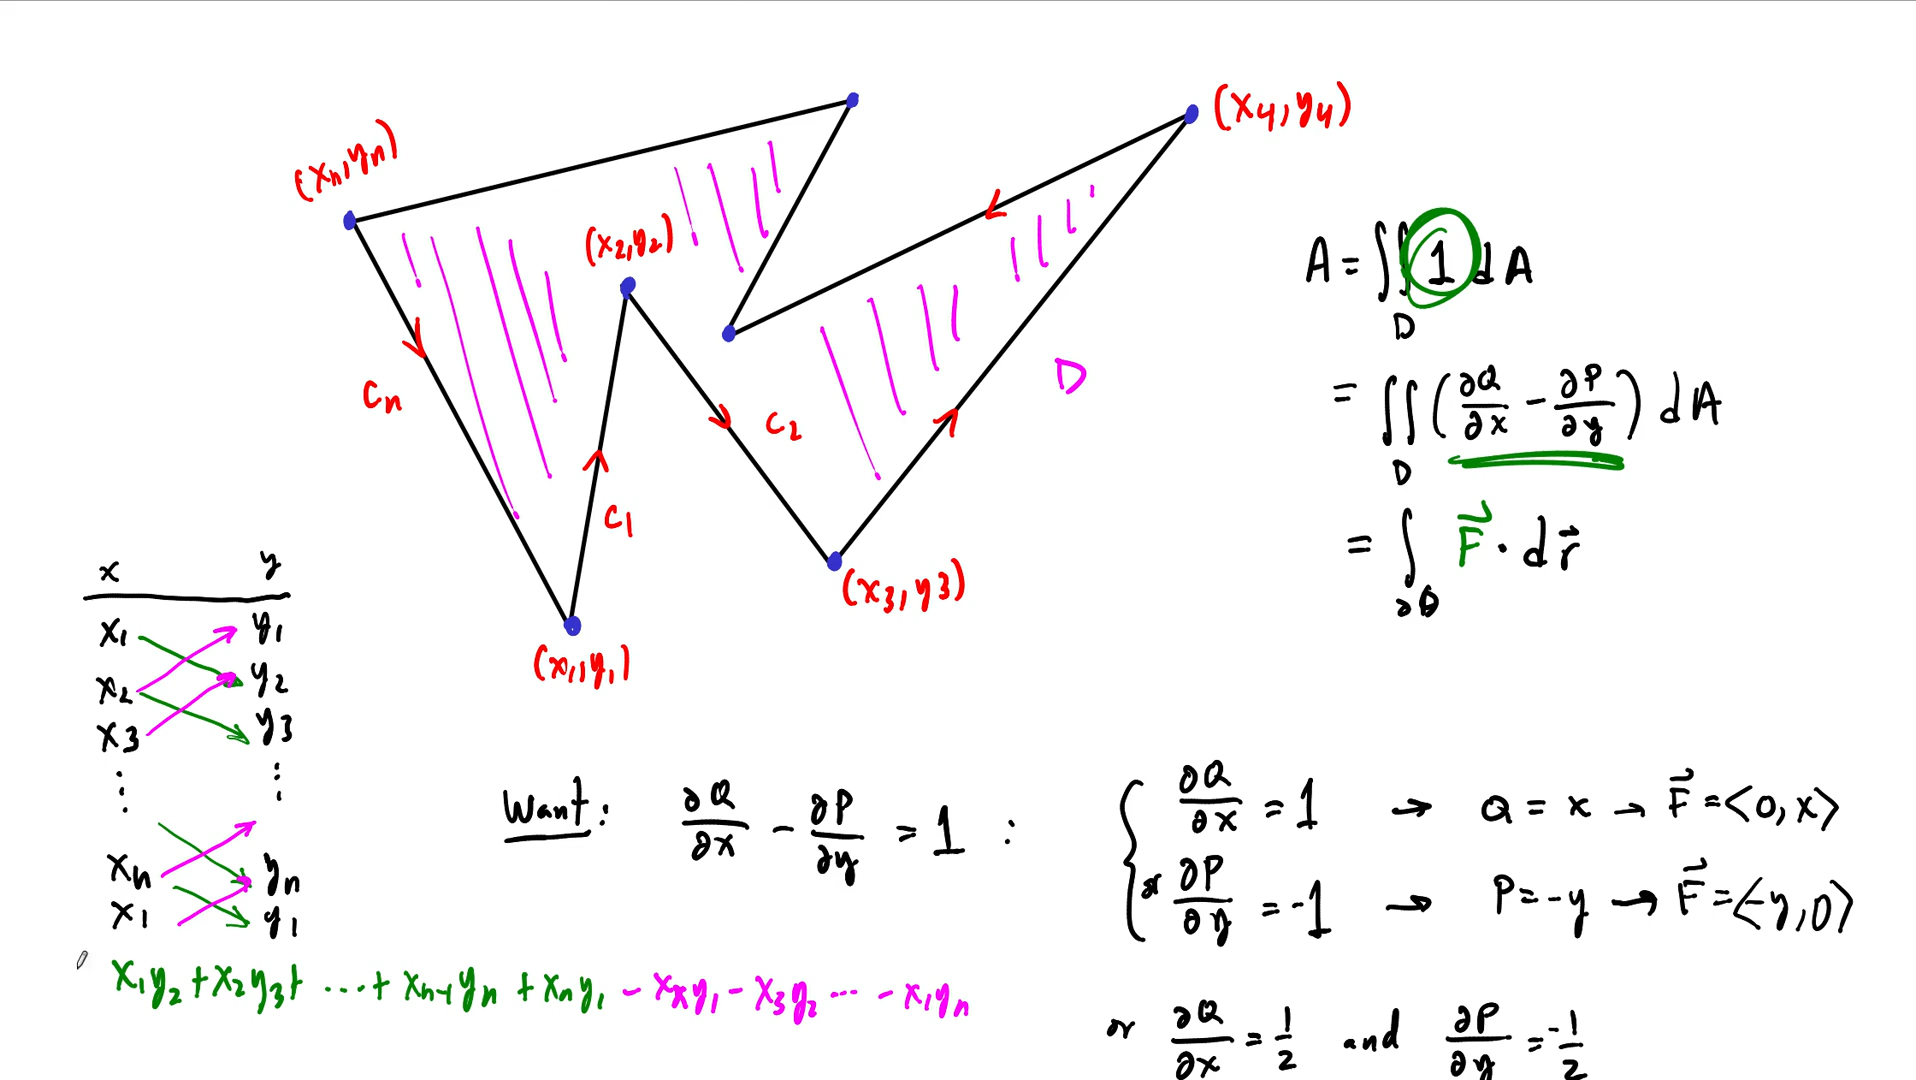 (x₄, y₄)
(xₙ, yₙ)
(x₂, y₂)
A = ∬_D 1 dA
D
= ∬_D (∂Q/∂x − ∂P/∂y) dA
Cₙ
C₂
C₁
= ∫_∂D F⃗ · dr⃗
(x₃, y₃)
(x₁, y₁)
x y
x₁ y₁
x₂ y₂
x₃ y₃
⋮ ⋮
xₙ yₙ
x₁ y₁
Want: ∂Q/∂x − ∂P/∂y = 1 :
∂Q/∂x = 1 → Q = x → F⃗ = ⟨0, x⟩
or ∂P/∂y = −1 → P = −y → F⃗ = ⟨−y, 0⟩
x₁y₂ + x₂y₃ + ... + xₙ₋₁yₙ + xₙy₁ − x₂y₁ − x₃y₂ ... − x₁yₙ
or ∂Q/∂x = 1/2 and ∂P/∂y = −1/2